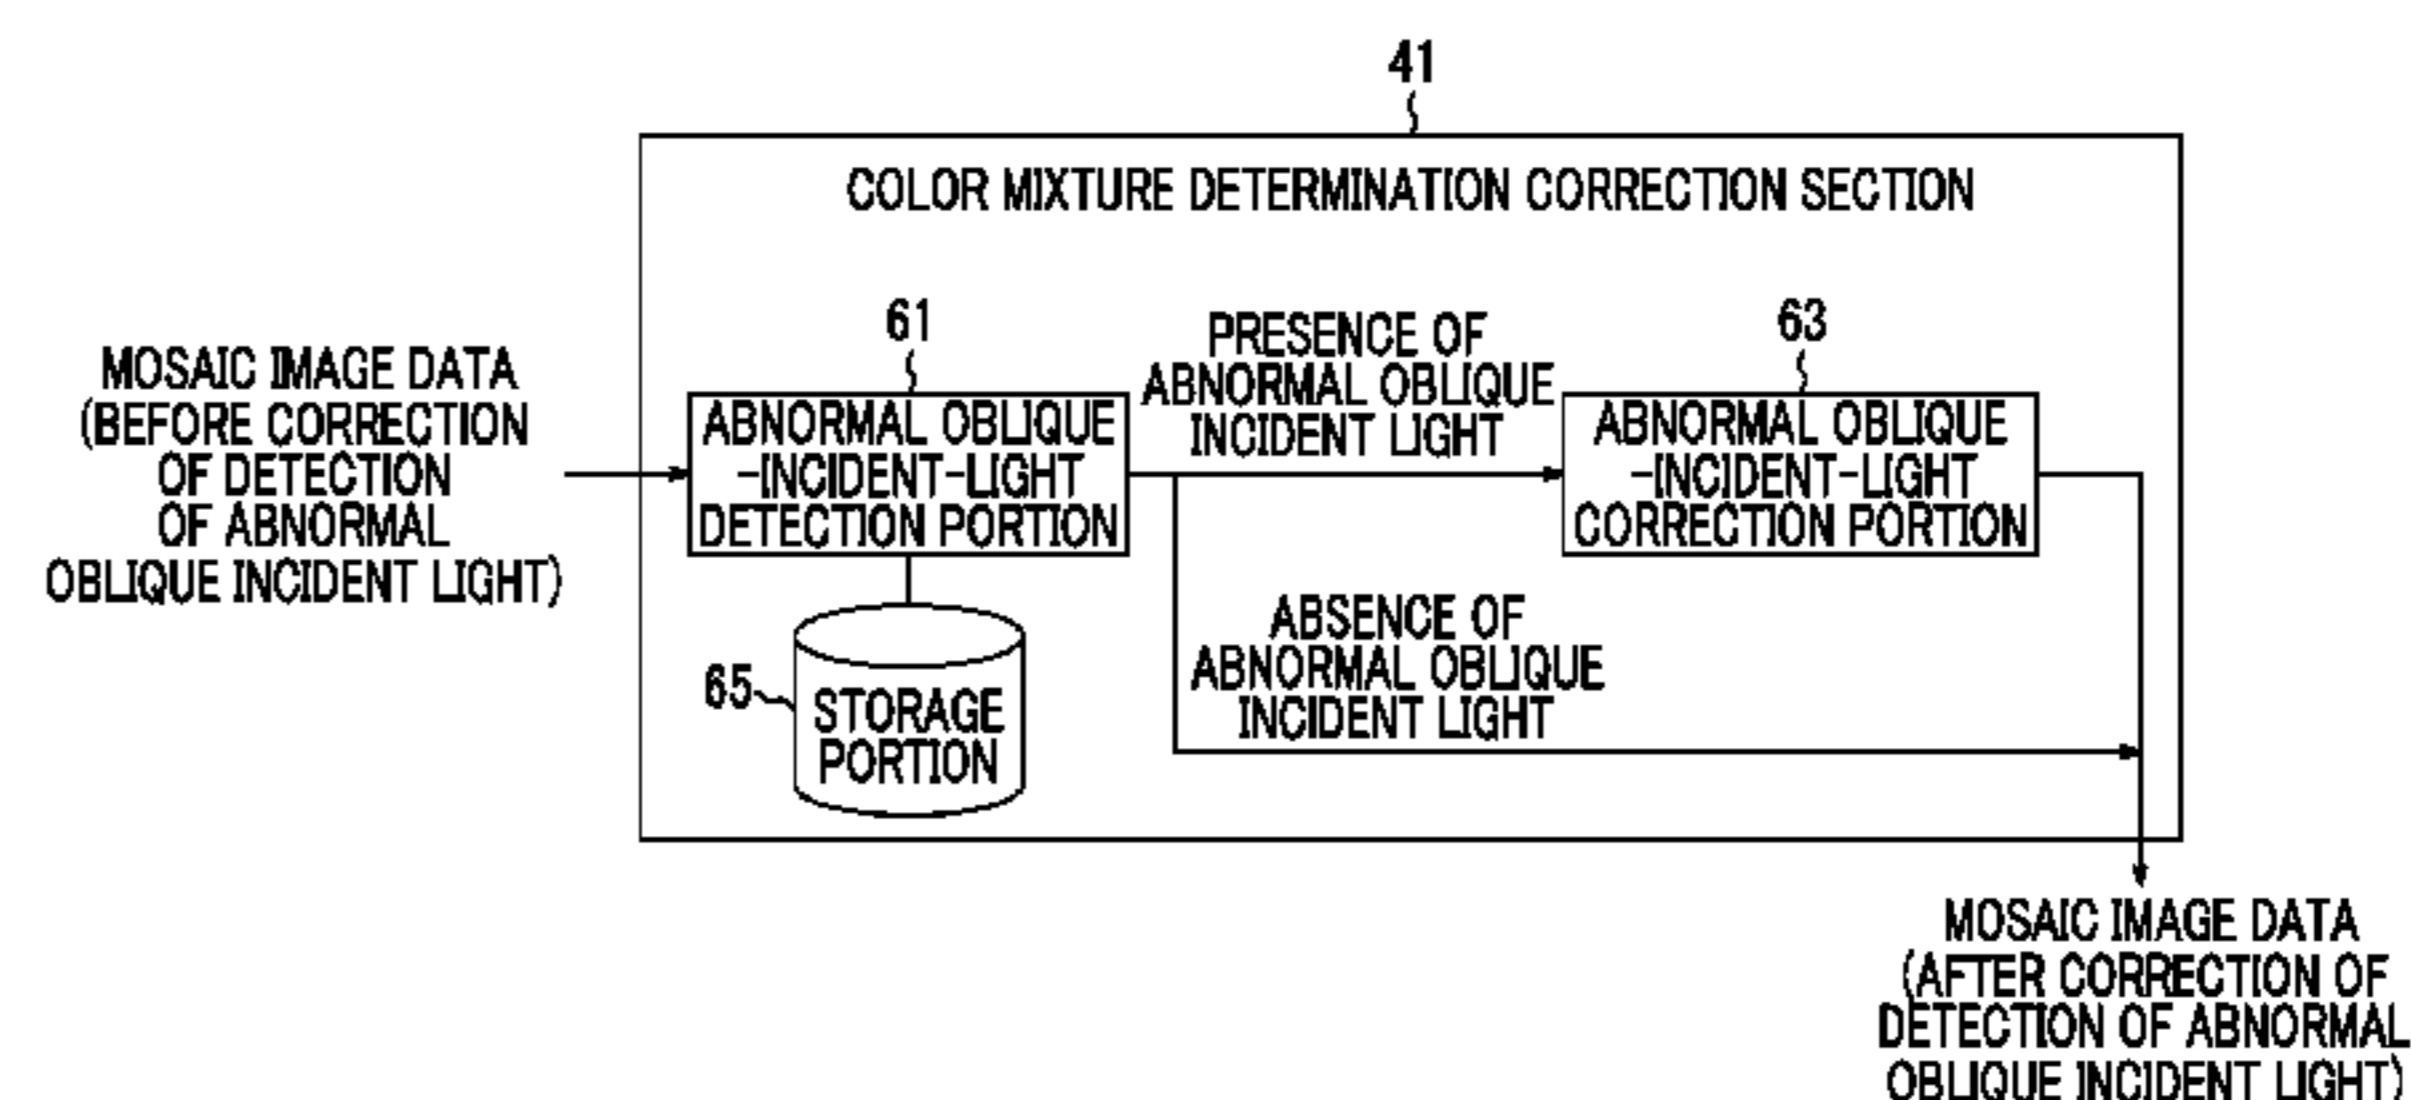 41
COLOR MIXTURE DETERMINATION CORRECTION SECTION
MOSAIC IMAGE DATA
(BEFORE CORRECTION
OF DETECTION
OF ABNORMAL
OBLIQUE INCIDENT LIGHT)
61
ABNORMAL OBLIQUE
-INCIDENT-LIGHT
DETECTION PORTION
PRESENCE OF
ABNORMAL OBLIQUE
INCIDENT LIGHT
63
ABNORMAL OBLIQUE
-INCIDENT-LIGHT
CORRECTION PORTION
65
STORAGE
PORTION
ABSENCE OF
ABNORMAL OBLIQUE
INCIDENT LIGHT
MOSAIC IMAGE DATA
(AFTER CORRECTION OF
DETECTION OF ABNORMAL
OBLIQUE INCIDENT LIGHT)